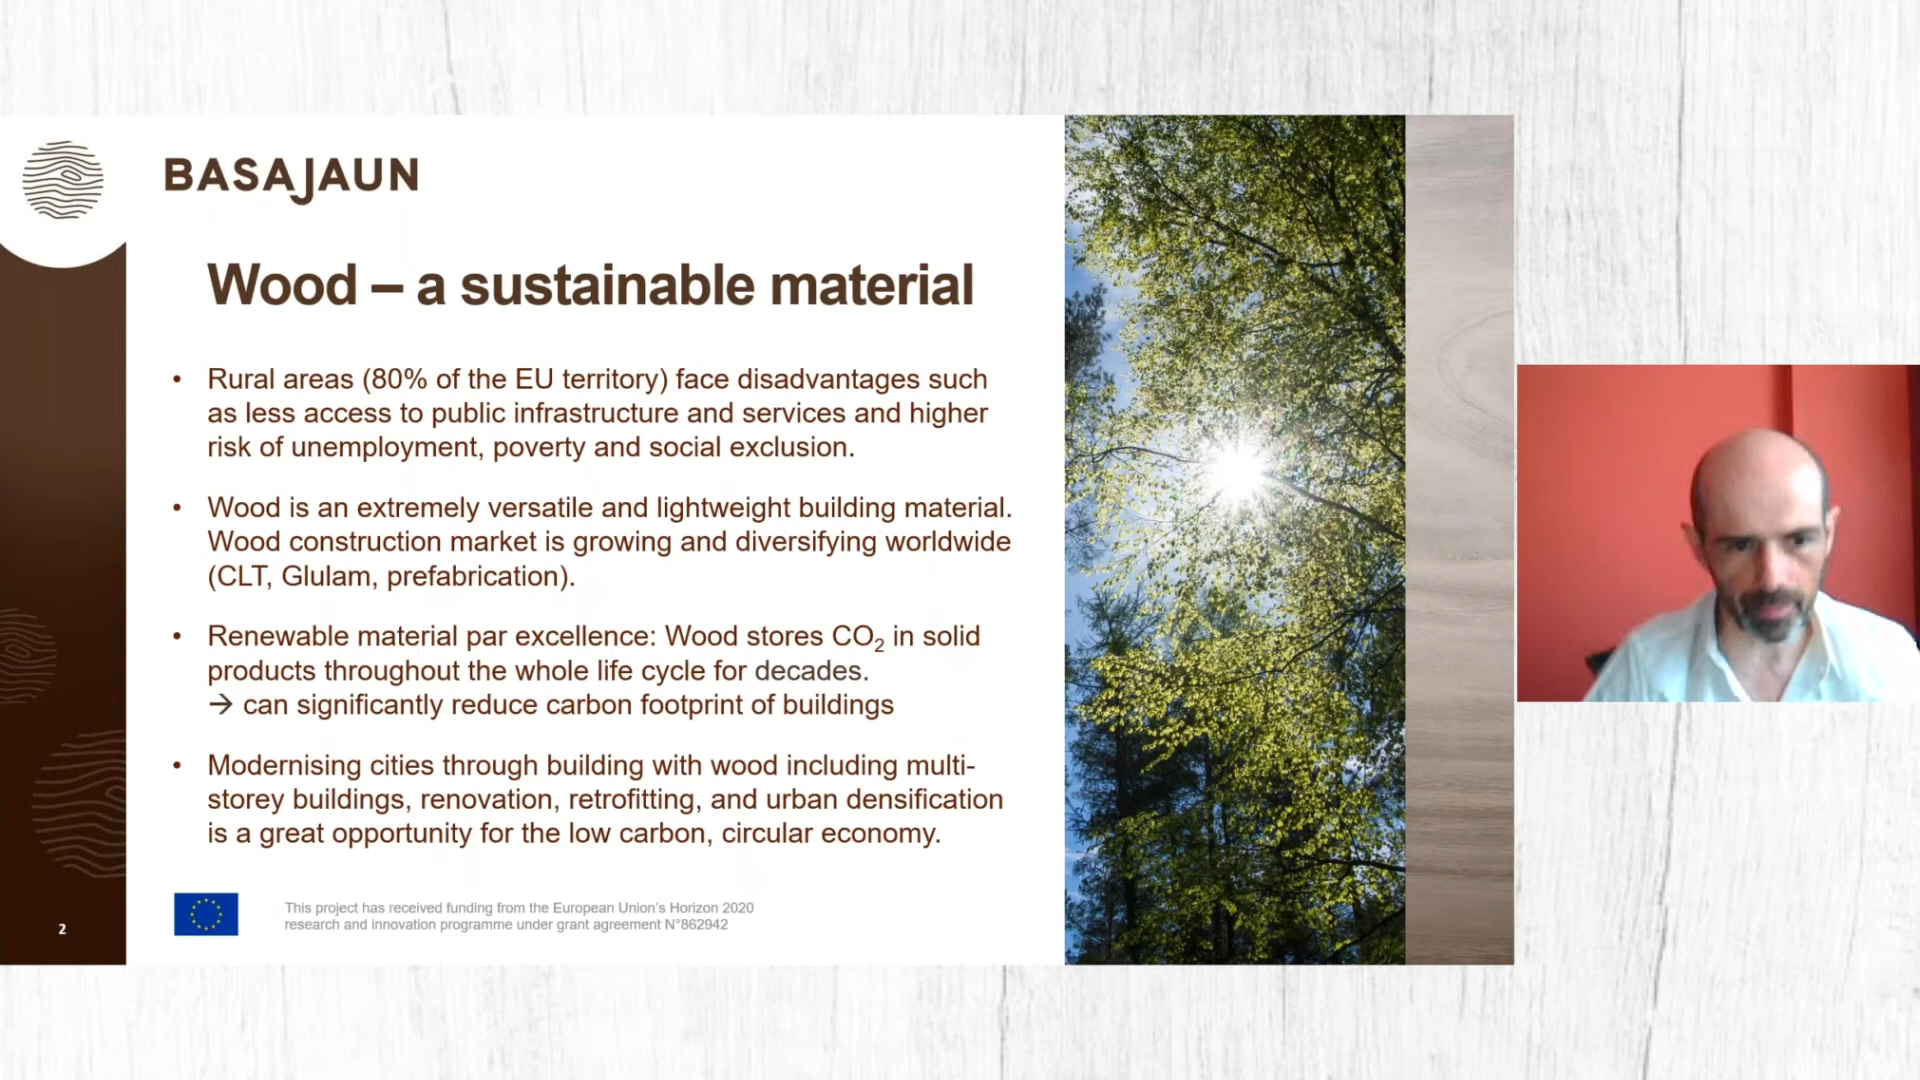 BASAJAUN
Wood – a sustainable material
• Rural areas (80% of the EU territory) face disadvantages such
as less access to public infrastructure and services and higher
risk of unemployment, poverty and social exclusion.
• Wood is an extremely versatile and lightweight building material.
Wood construction market is growing and diversifying worldwide
(CLT, Glulam, prefabrication).
• Renewable material par excellence: Wood stores CO₂ in solid
products throughout the whole life cycle for decades.
→ can significantly reduce carbon footprint of buildings
• Modernising cities through building with wood including multi-
storey buildings, renovation, retrofitting, and urban densification
is a great opportunity for the low carbon, circular economy.
This project has received funding from the European Union's Horizon 2020
research and innovation programme under grant agreement N°862942
2